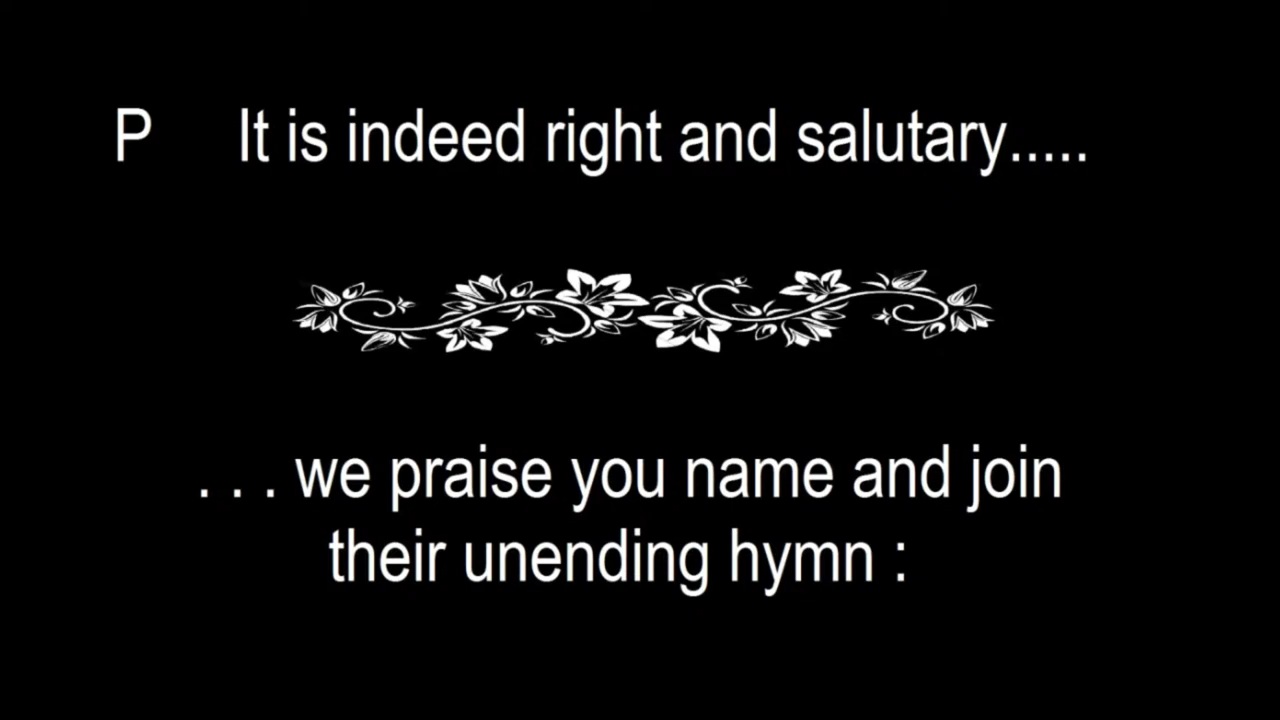 P It is indeed right and salutary.....
. . . we praise you name and join
their unending hymn :